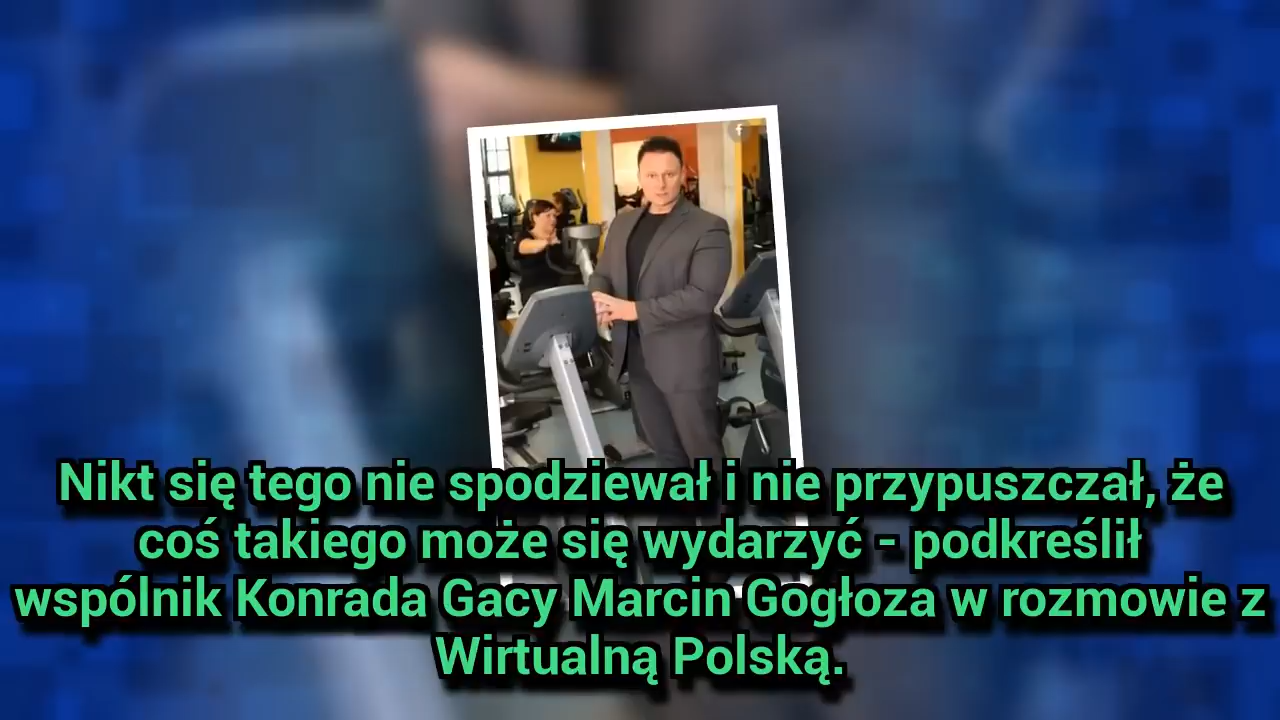 Nikt się tego nie spodziewał i nie przypuszczał, że
coś takiego może się wydarzyć - podkreślił
wspólnik Konrada Gacy Marcin Gogłoza w rozmowie z
Wirtualną Polską.